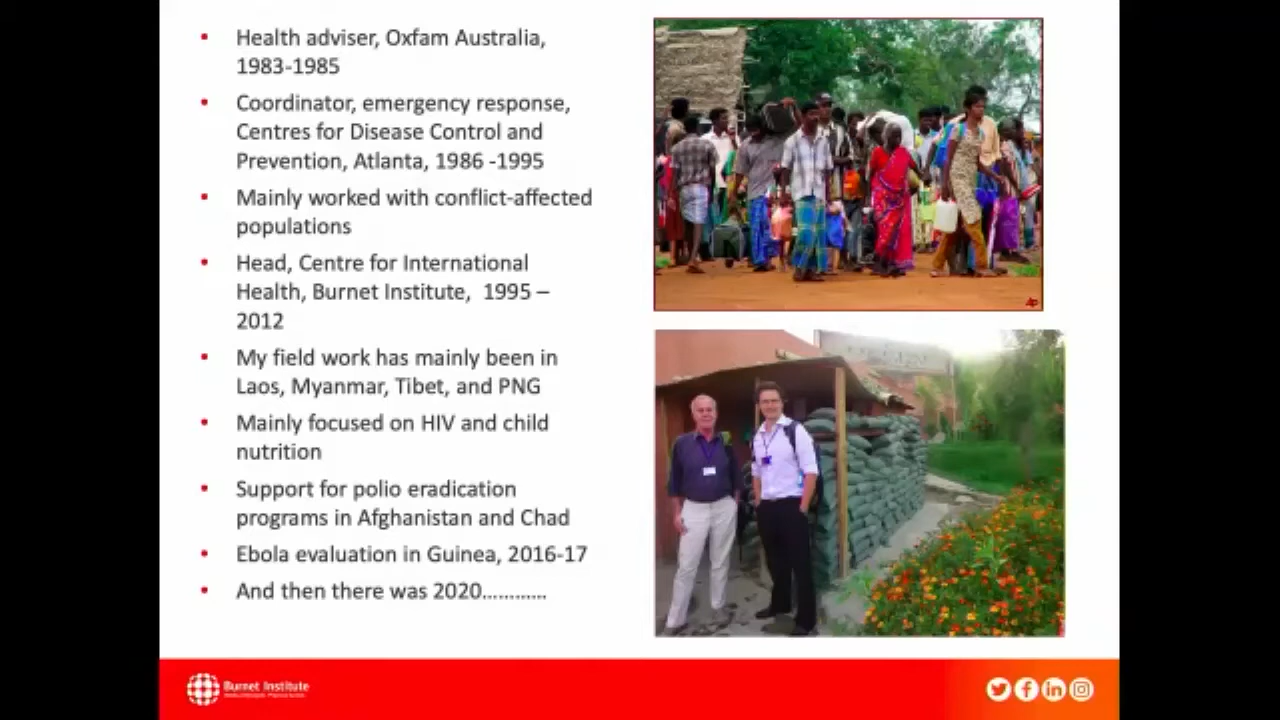 Health adviser, Oxfam Australia,
1983-1985
Coordinator, emergency response,
Centres for Disease Control and
Prevention, Atlanta, 1986 -1995
Mainly worked with conflict-affected
populations
Head, Centre for International
Health, Burnet Institute,  1995 –
2012
My field work has mainly been in
Laos, Myanmar, Tibet, and PNG
Mainly focused on HIV and child
nutrition
Support for polio eradication
programs in Afghanistan and Chad
Ebola evaluation in Guinea, 2016-17
And then there was 2020............
AP
Burnet Institute